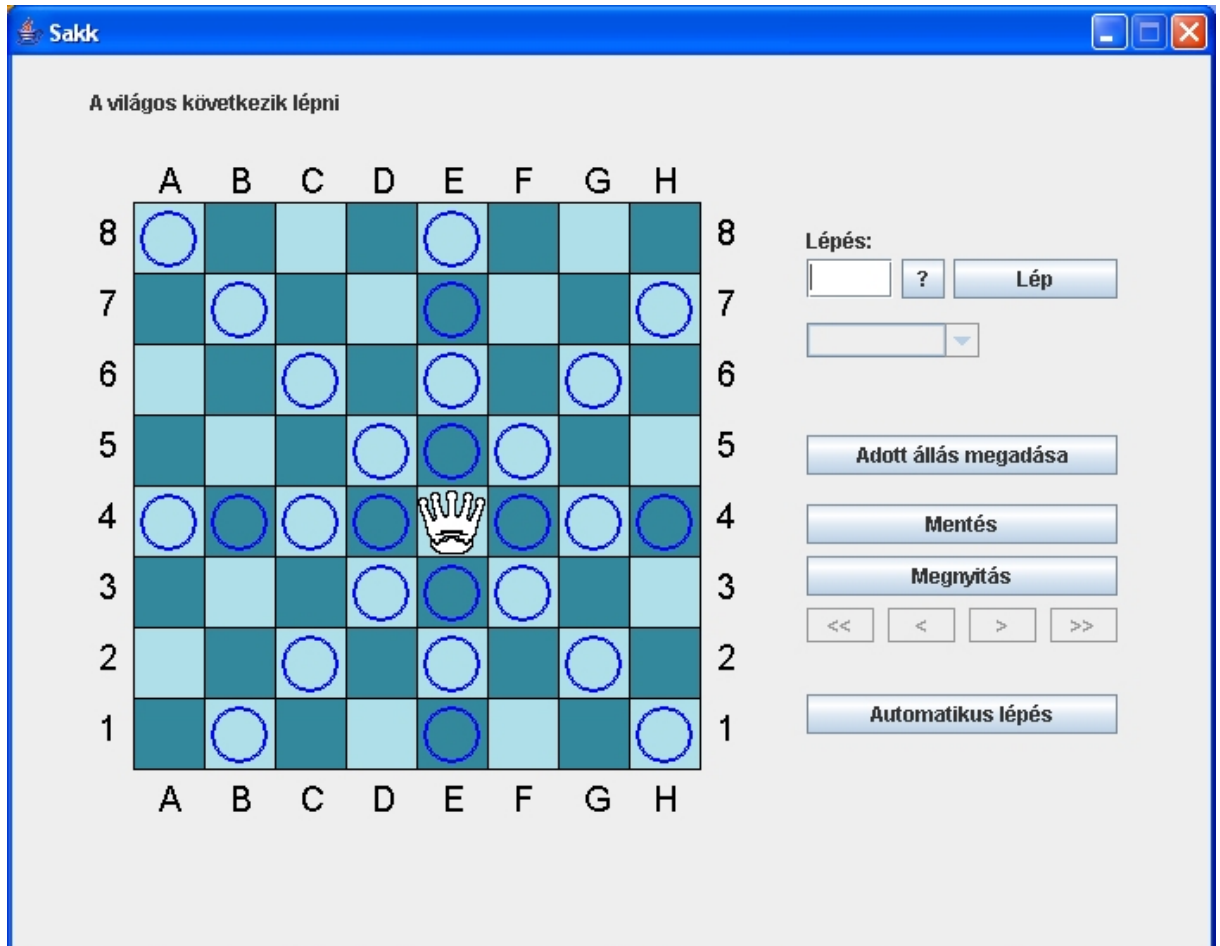 Sakk
A világos következik lépni
A B C D E F G H
8 8
Lépés:
? Lép
7 7
6 6
5 5
Adott állás megadása
4 4
Mentés
3 3
Megnyitás
<< < > >>
2 2
1 1
Automatikus lépés
A B C D E F G H